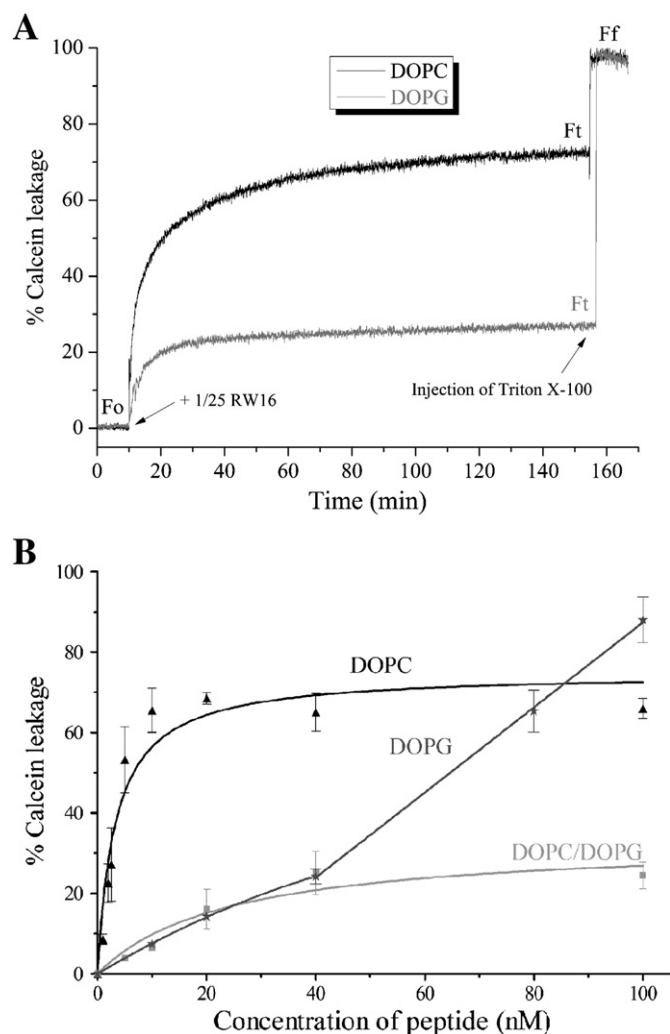 A
100
80
60
40
20
0
% Calcein leakage
DOPC
DOPG
Ff
Ft
Ft
Fo
+ 1/25 RW16
Injection of Triton X-100
0 20 40 60 80 100 120 140 160
Time (min)
B
100
80
60
40
20
0
% Calcein leakage
DOPC
DOPG
DOPC/DOPG
0 20 40 60 80 100
Concentration of peptide (nM)